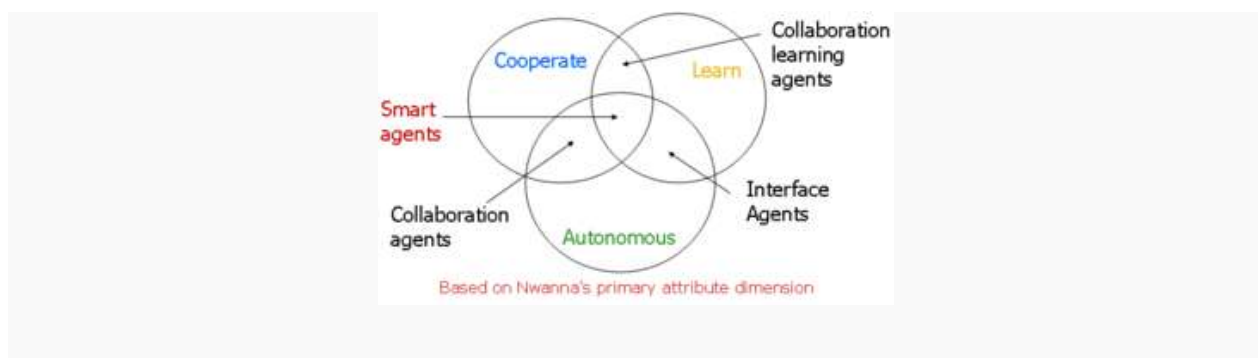 Cooperate
Learn
Collaboration
learning
agents
Smart
agents
Collaboration
agents
Interface
Agents
Autonomous
Based on Nwanna's primary attribute dimension